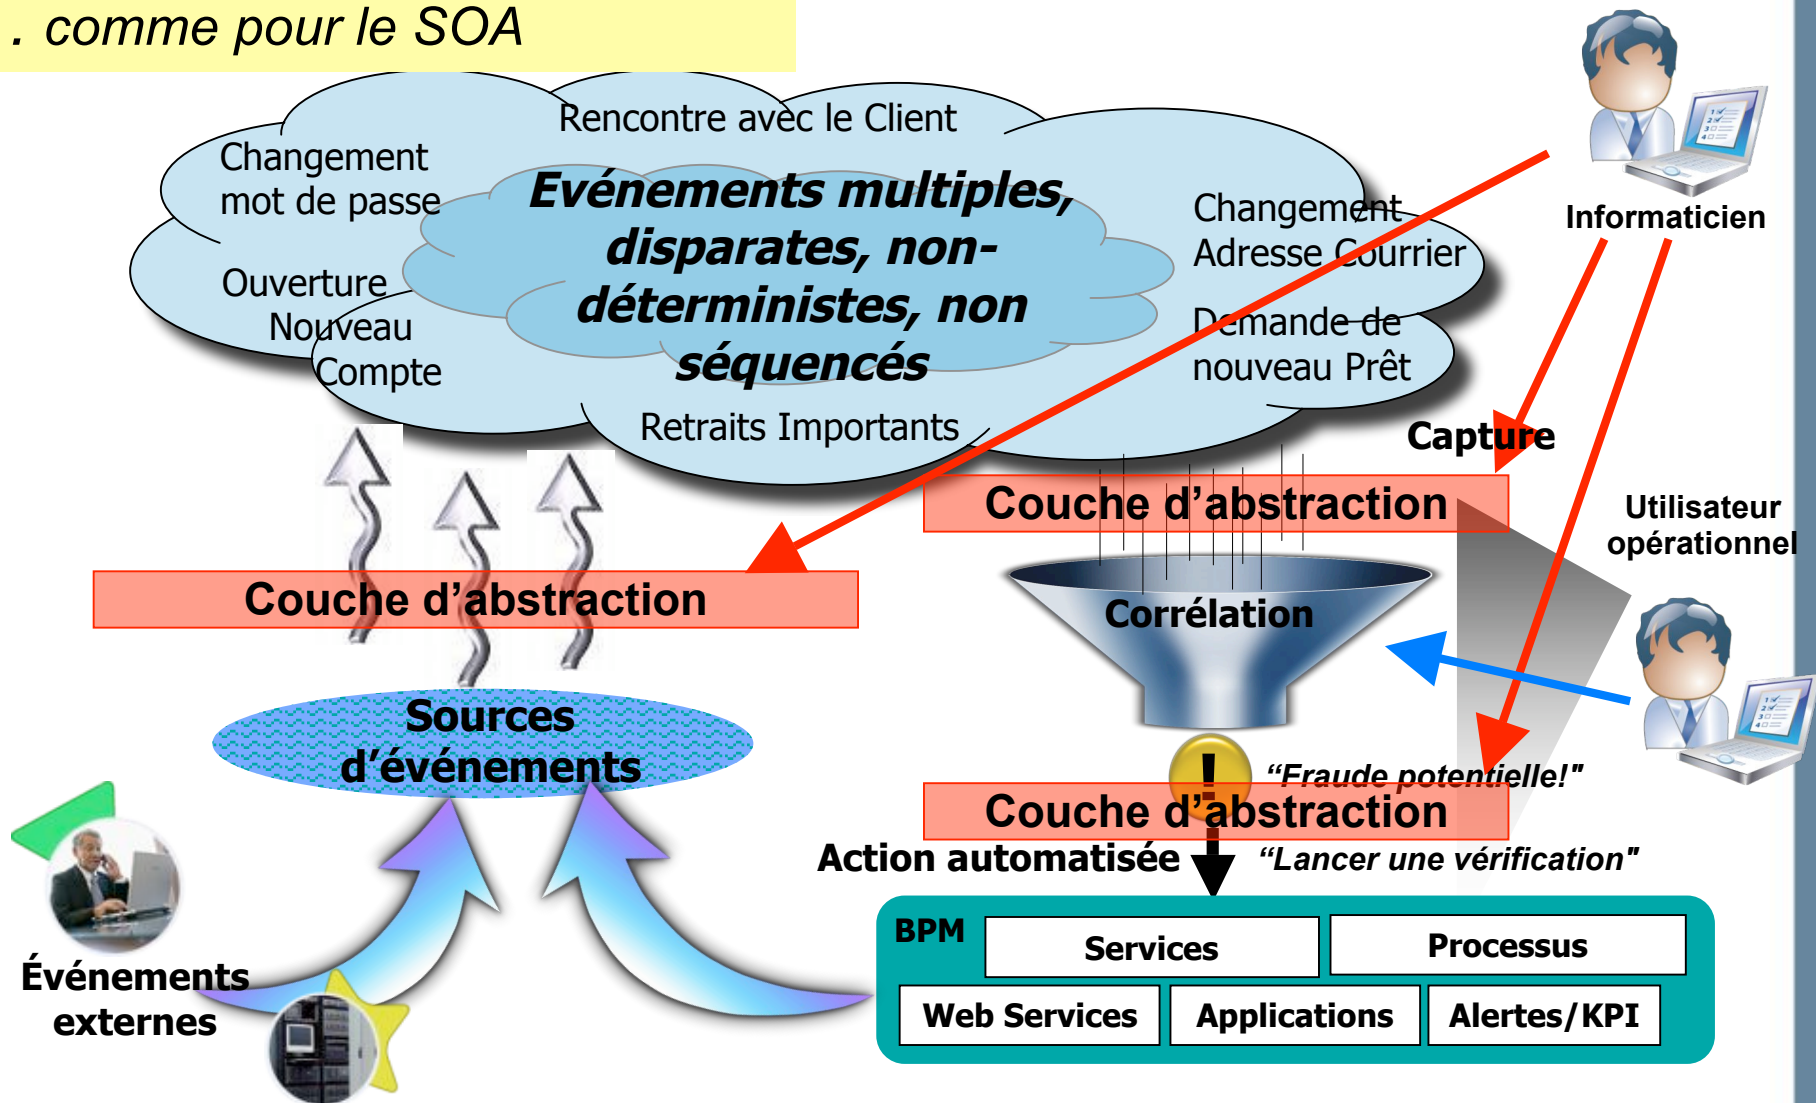 . comme pour le SOA
Rencontre avec le Client
Changement
mot de passe
Evénements multiples,
disparates, non-
déterministes, non
séquencés
Changement
Adresse Courrier
Informaticien
Ouverture
Nouveau
Compte
Demande de
nouveau Prêt
Retraits Importants
Capture
Couche d'abstraction
Utilisateur
opérationnel
Couche d'abstraction
Corrélation
Sources
d'événements
!
“Fraude potentielle!"
Couche d'abstraction
Action automatisée
“Lancer une vérification"
BPM
Services
Processus
Événements
externes
Web Services
Applications
Alertes/KPI